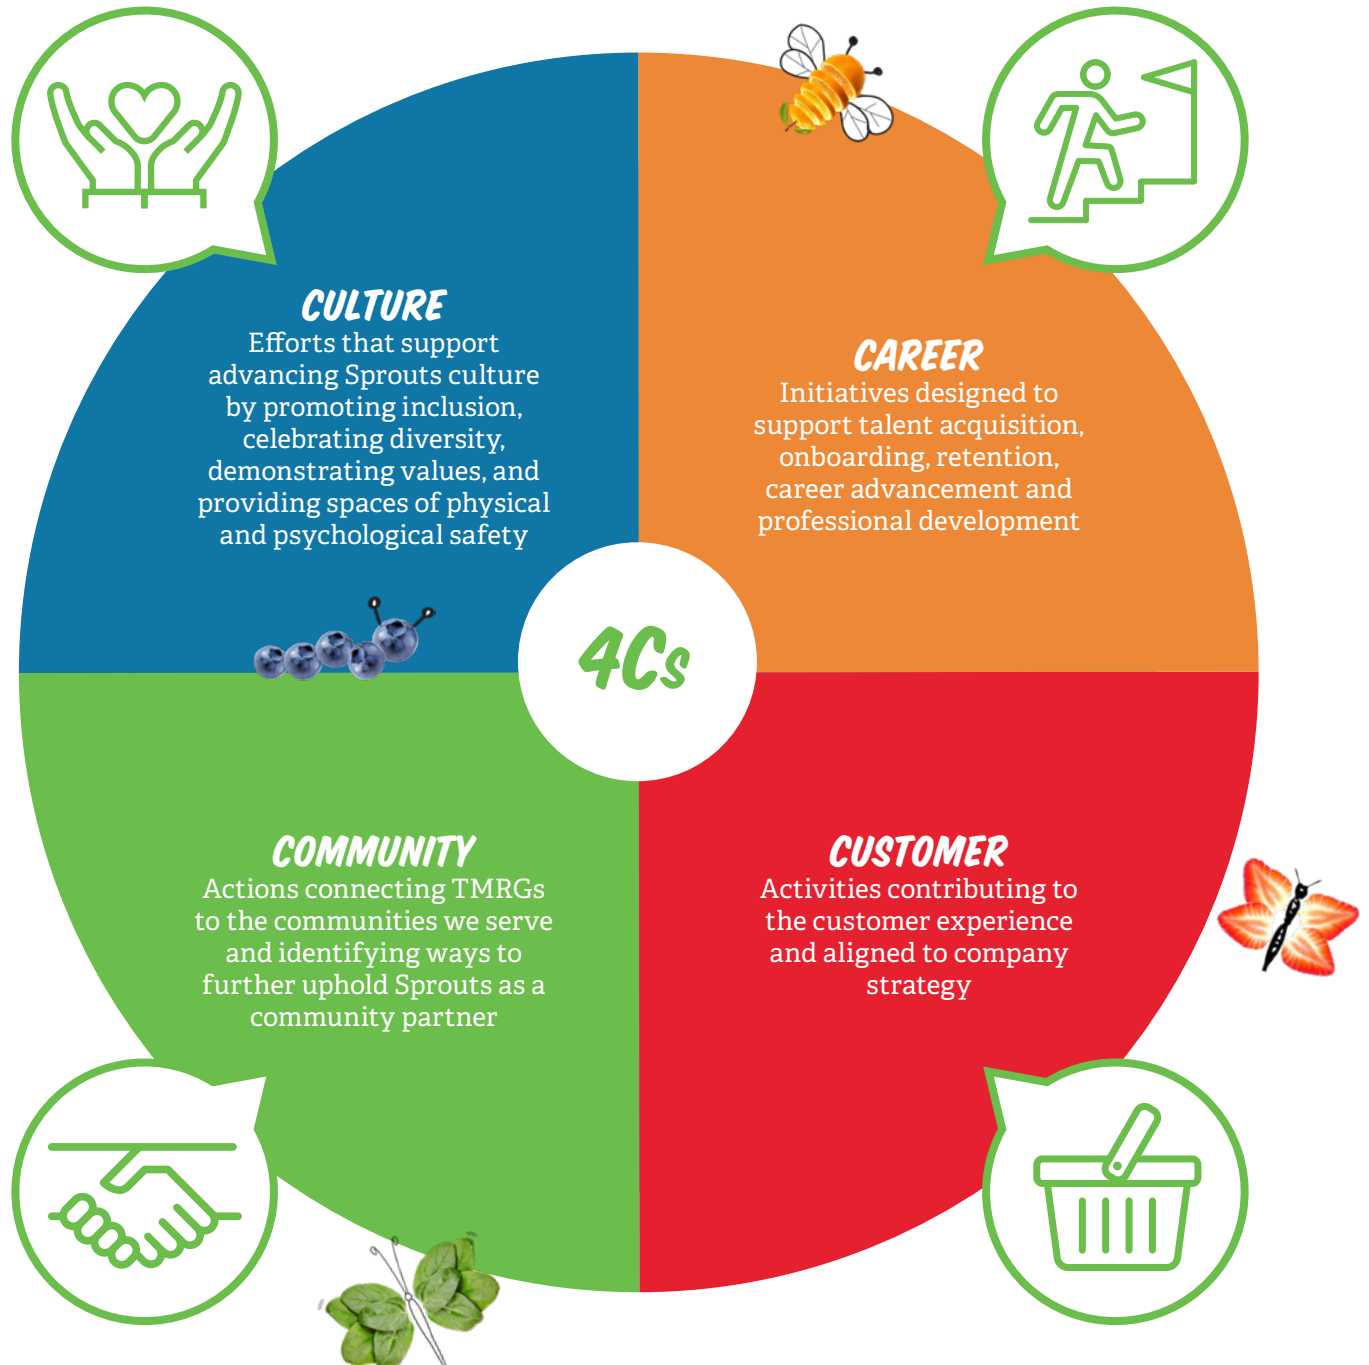 CULTURE
Efforts that support
advancing Sprouts culture
by promoting inclusion,
celebrating diversity,
demonstrating values, and
providing spaces of physical
and psychological safety
CAREER
Initiatives designed to
support talent acquisition,
onboarding, retention,
career advancement and
professional development
4Cs
COMMUNITY
Actions connecting TMRGs
to the communities we serve
and identifying ways to
further uphold Sprouts as a
community partner
CUSTOMER
Activities contributing to
the customer experience
and aligned to company
strategy